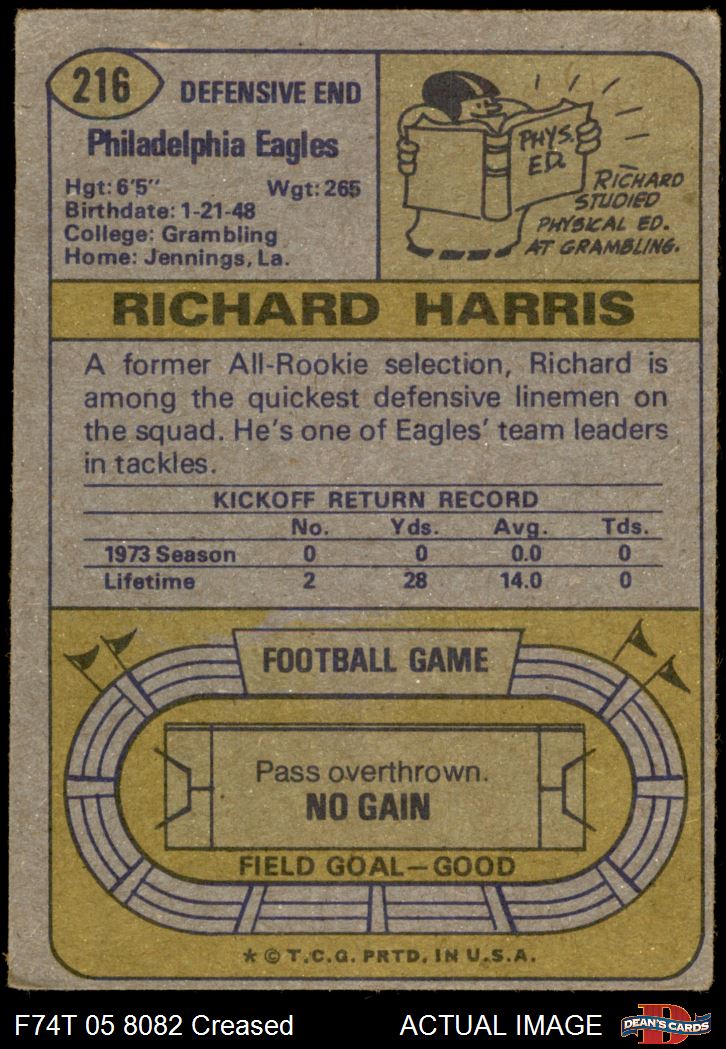 216
DEFENSIVE END
Philadelphia Eagles
Hgt: 6'5" Wgt: 265
Birthdate: 1-21-48
College: Grambling
Home: Jennings, La.
PHYS.
ED.
RICHARD
STUDIED
PHYSICAL ED.
AT GRAMBLING.
RICHARD HARRIS
A former All-Rookie selection, Richard is
among the quickest defensive linemen on
the squad. He's one of Eagles' team leaders
in tackles.
KICKOFF RETURN RECORD
No. Yds. Avg. Tds.
1973 Season 0 0 0.0 0
Lifetime 2 28 14.0 0
FOOTBALL GAME
Pass overthrown.
NO GAIN
FIELD GOAL—GOOD
* © T.C.G. PRTD. IN U.S.A.
F74T 05 8082 Creased ACTUAL IMAGE
D
DEAN'S CARDS